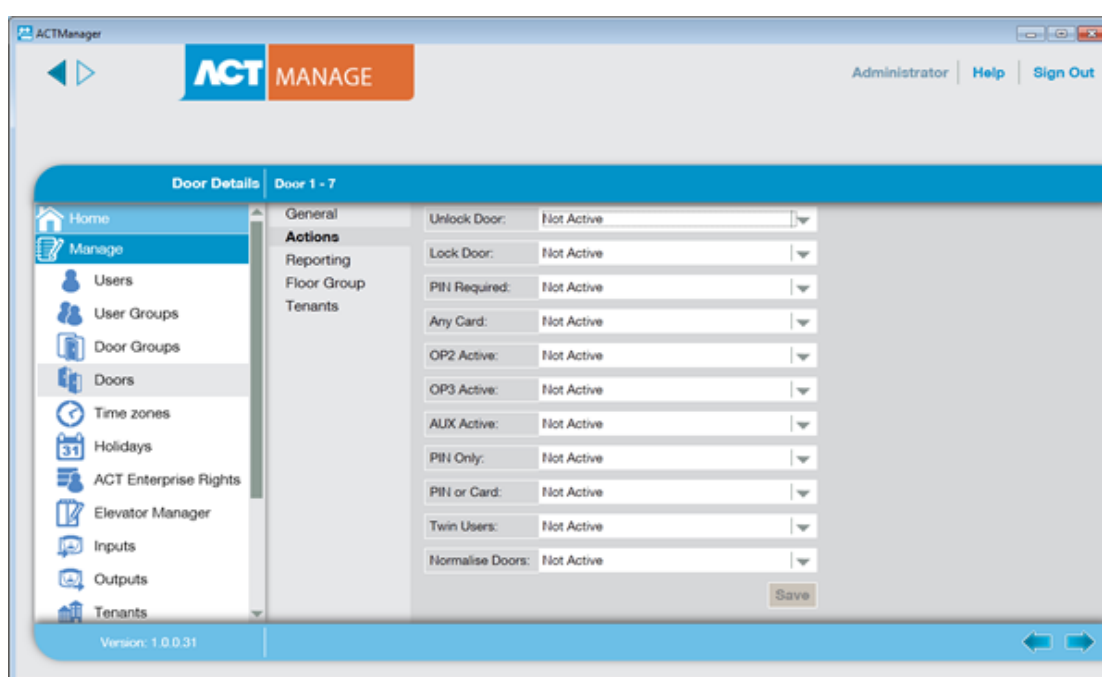 ACTManager
ACT MANAGE
Administrator Help Sign Out
Door Details Door 1 - 7
Home
Manage
Users
User Groups
Door Groups
Doors
Time zones
31 Holidays
ACT Enterprise Rights
Elevator Manager
Inputs
Outputs
Tenants
General
Actions
Reporting
Floor Group
Tenants
Unlock Door: Not Active
Lock Door: Not Active
PIN Required: Not Active
Any Card: Not Active
OP2 Active: Not Active
OP3 Active: Not Active
AUX Active: Not Active
PIN Only: Not Active
PIN or Card: Not Active
Twin Users: Not Active
Normalise Doors: Not Active
Save
Version: 1.0.0.31